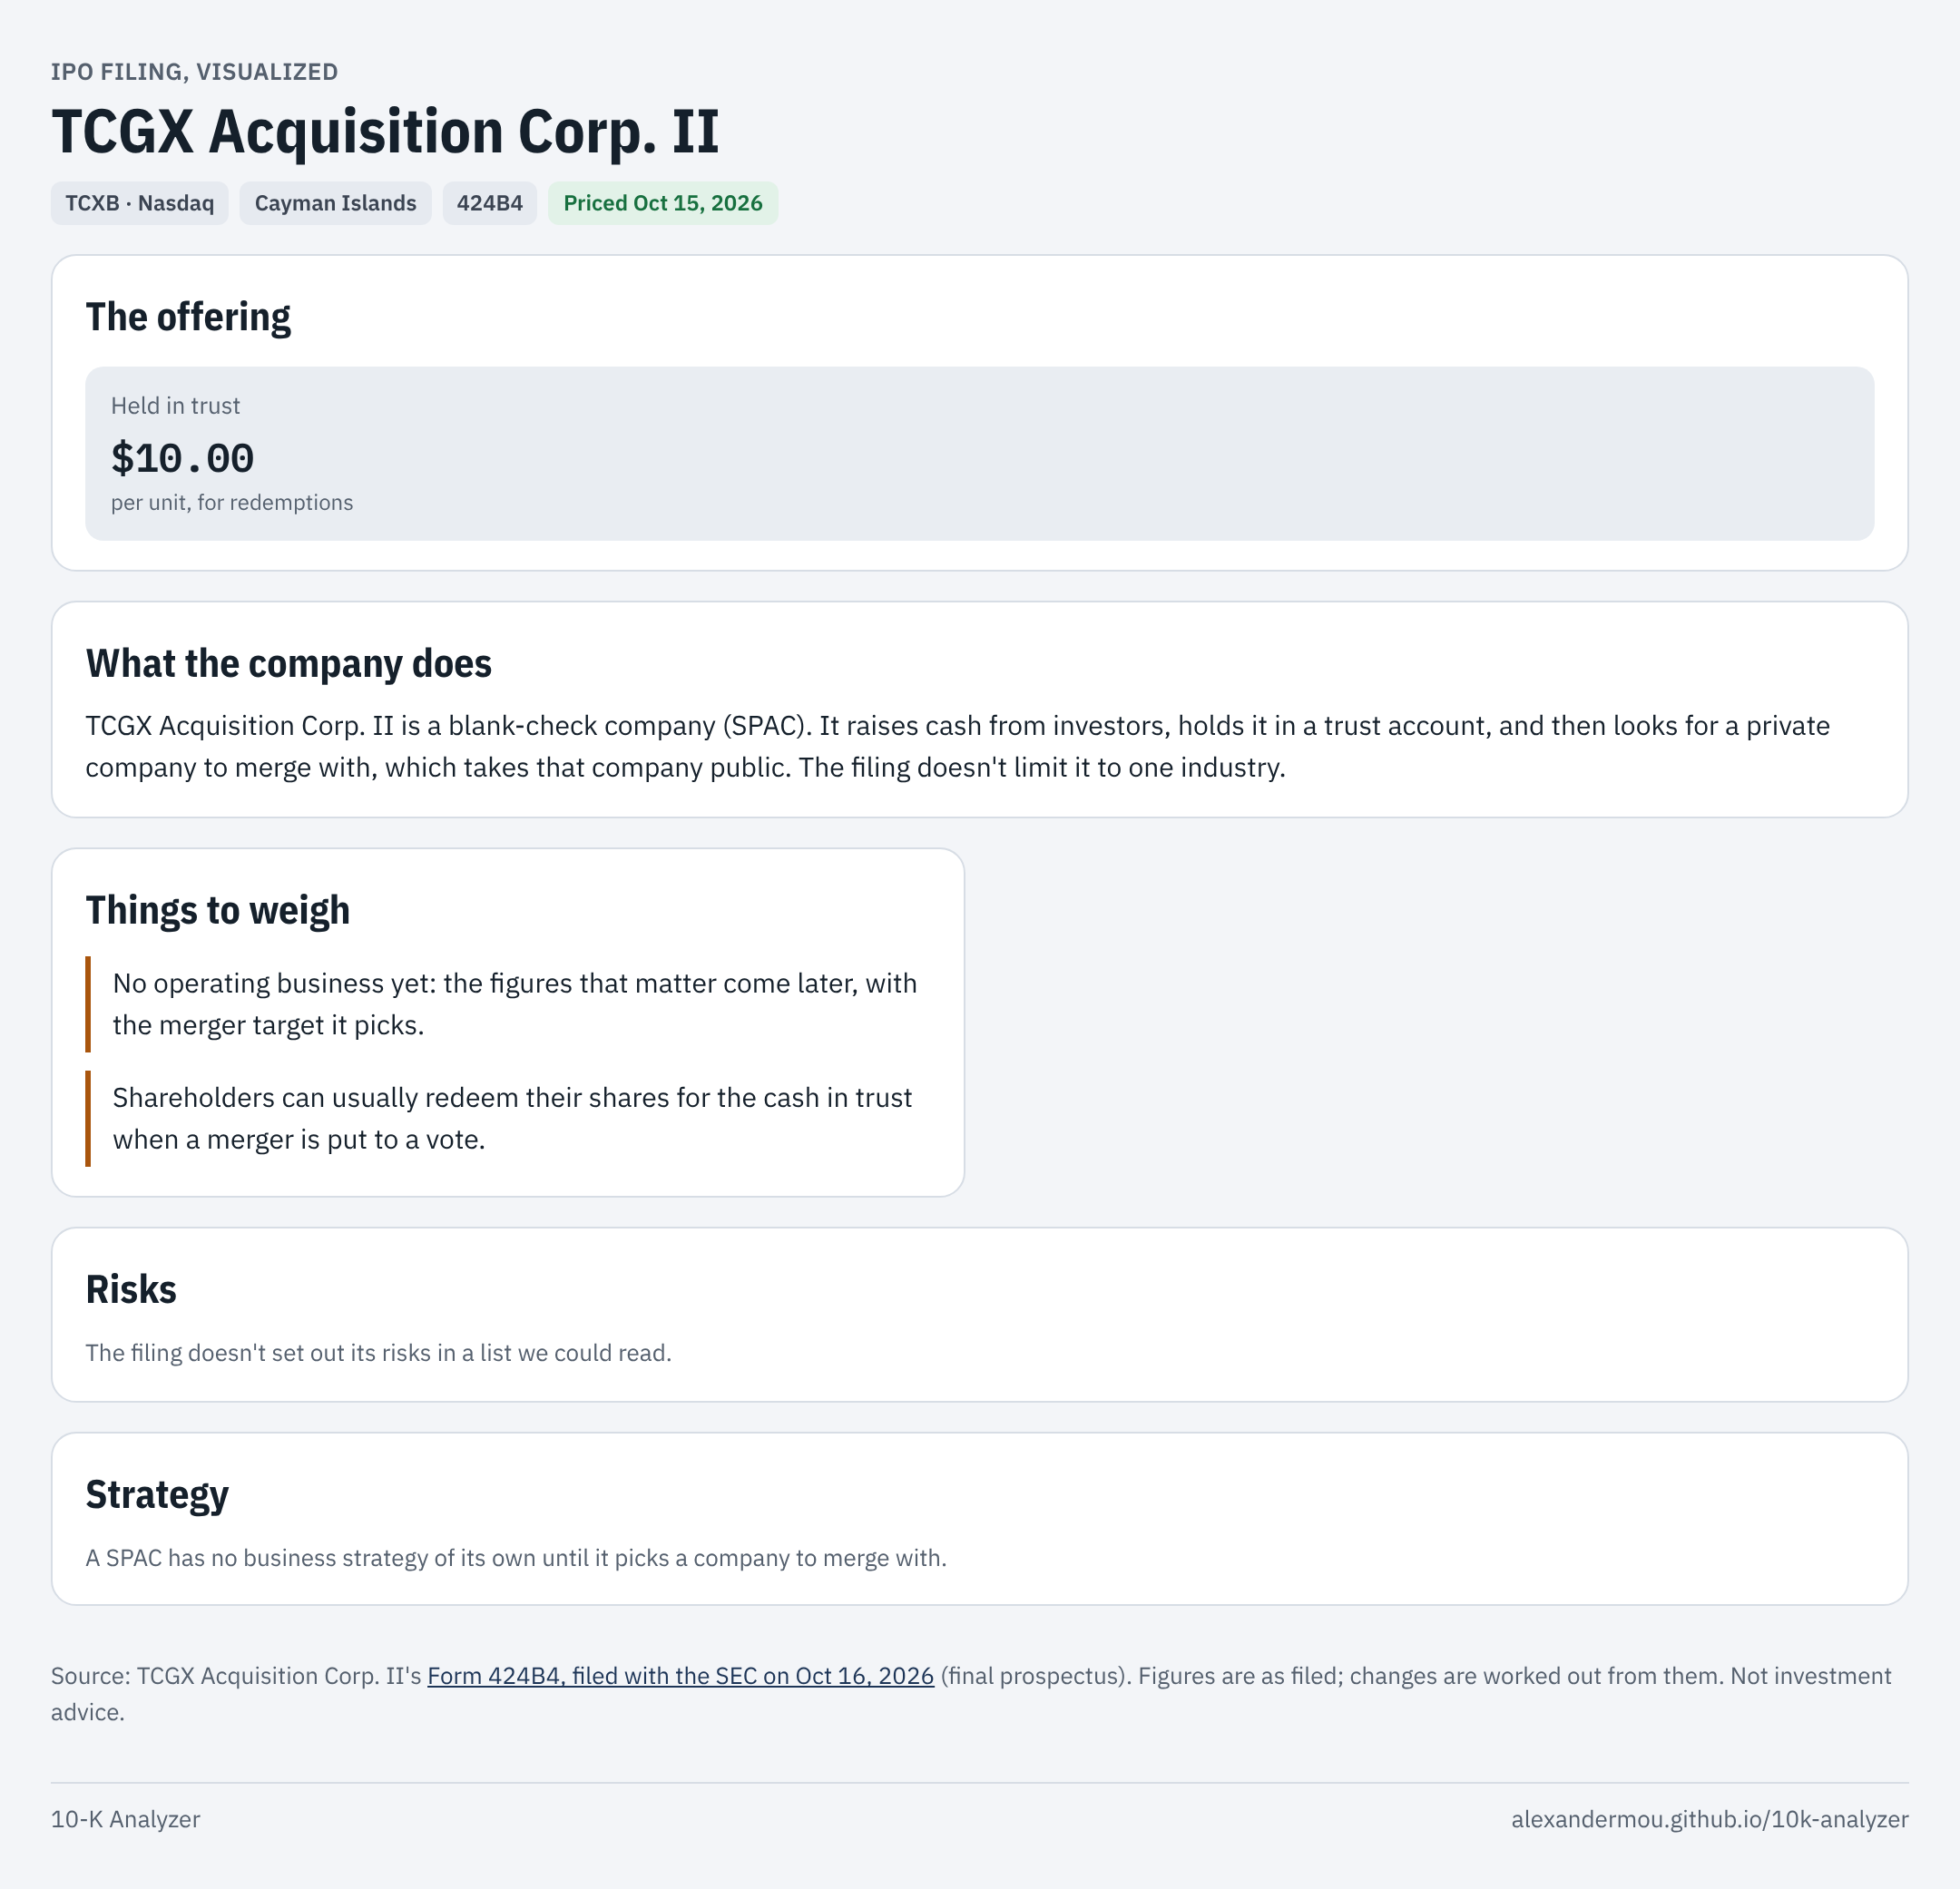 IPO FILING, VISUALIZED
TCGX Acquisition Corp. II
TCXB · Nasdaq
Cayman Islands
424B4
Priced Oct 15, 2026
The offering
Held in trust
$10.00
per unit, for redemptions
What the company does
TCGX Acquisition Corp. II is a blank-check company (SPAC). It raises cash from investors, holds it in a trust account, and then looks for a private
company to merge with, which takes that company public. The filing doesn't limit it to one industry.
Things to weigh
No operating business yet: the figures that matter come later, with
the merger target it picks.
Shareholders can usually redeem their shares for the cash in trust
when a merger is put to a vote.
Risks
The filing doesn't set out its risks in a list we could read.
Strategy
A SPAC has no business strategy of its own until it picks a company to merge with.
Source: TCGX Acquisition Corp. II's Form 424B4, filed with the SEC on Oct 16, 2026 (final prospectus). Figures are as filed; changes are worked out from them. Not investment
advice.
10-K Analyzer
alexandermou.github.io/10k-analyzer